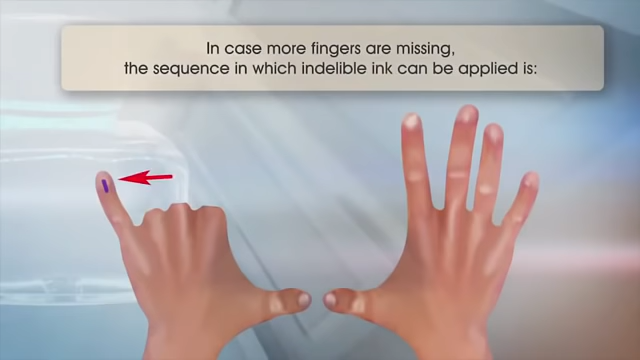 In case more fingers are missing,
the sequence in which indelible ink can be applied is: